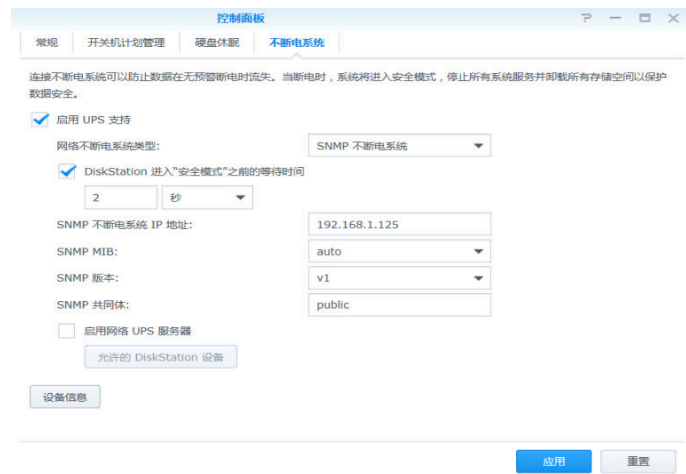 控制面板
常规 开关机计划管理 硬盘休眠 不断电系统
连接不断电系统可以防止数据在无预警断电时流失。当断电时，系统将进入安全模式，停止所有系统服务并卸载所有存储空间以保护
数据安全。
启用 UPS 支持
网络不断电系统类型: SNMP 不断电系统
DiskStation 进入“安全模式”之前的等待时间
2 秒
SNMP 不断电系统 IP 地址: 192.168.1.125
SNMP MIB: auto
SNMP 版本: v1
SNMP 共同体: public
启用网络 UPS 服务器
允许的 DiskStation 设备
设备信息
应用 重置